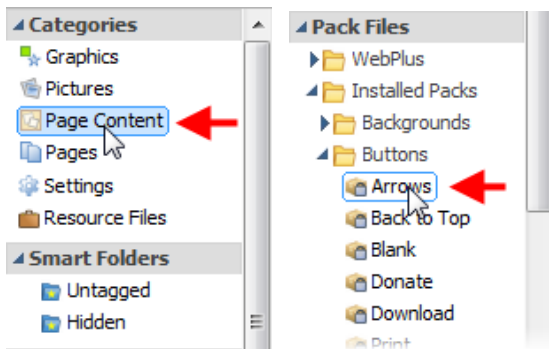 Categories
Graphics
Pictures
Page Content
Pages
Settings
Resource Files
Smart Folders
Untagged
Hidden
Pack Files
WebPlus
Installed Packs
Backgrounds
Buttons
Arrows
Back to Top
Blank
Donate
Download
Print